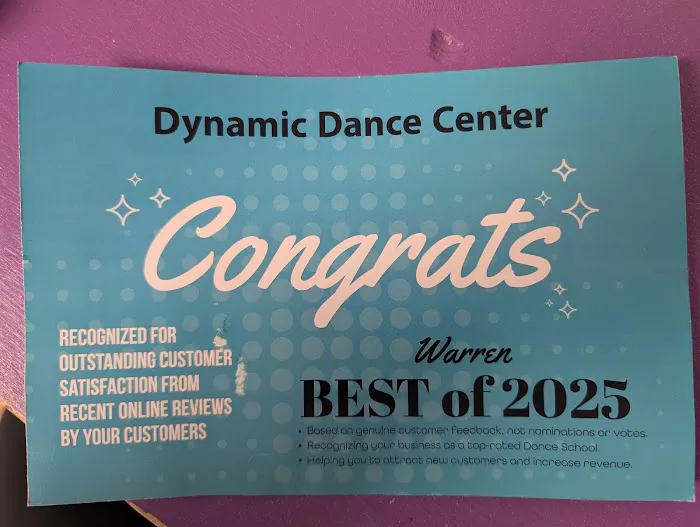 Dynamic Dance Center
Congrats
RECOGNIZED FOR
OUTSTANDING CUSTOMER
SATISFACTION FROM
RECENT ONLINE REVIEWS
BY YOUR CUSTOMERS
Warren
BEST of 2025
• Based on genuine customer feedback, not nominations or votes.
• Recognizing your business as a top-rated Dance School.
• Helping you to attract new customers and increase revenue.